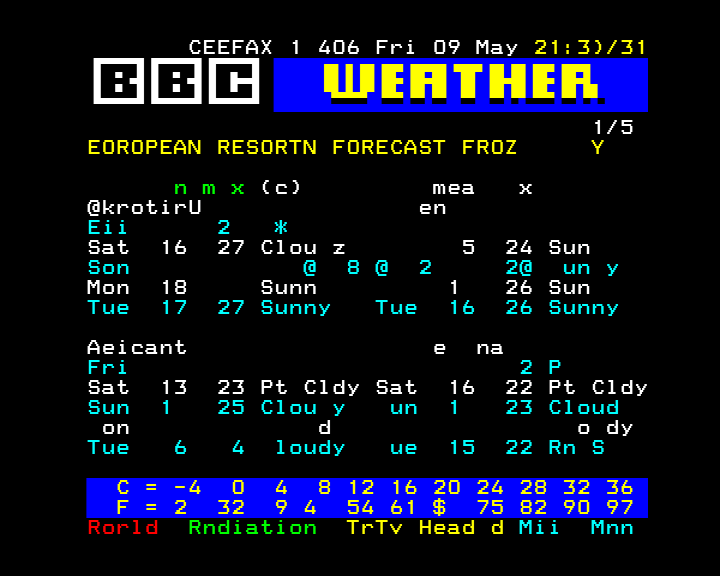 CEEFAX 1 406 Fri 09 May 21:3)/31
BBC WEATHER
1/5
EOROPEAN RESORTN FORECAST FROZ Y
n m x (c) mea x
@krotirU en
Eii 2 *
Sat 16 27 Clou z 5 24 Sun
Son @ 8 @ 2 2@ un y
Mon 18 Sunn 1 26 Sun
Tue 17 27 Sunny Tue 16 26 Sunny
Aeicant e na
Fri 2 P
Sat 13 23 Pt Cldy Sat 16 22 Pt Cldy
Sun 1 25 Clou y un 1 23 Cloud
on d o dy
Tue 6 4 loudy ue 15 22 Rn S
C = -4 0 4 8 12 16 20 24 28 32 36
F = 2 32 9 4 54 61 $ 75 82 90 97
Rorld Rndiation TrTv Head d Mii Mnn